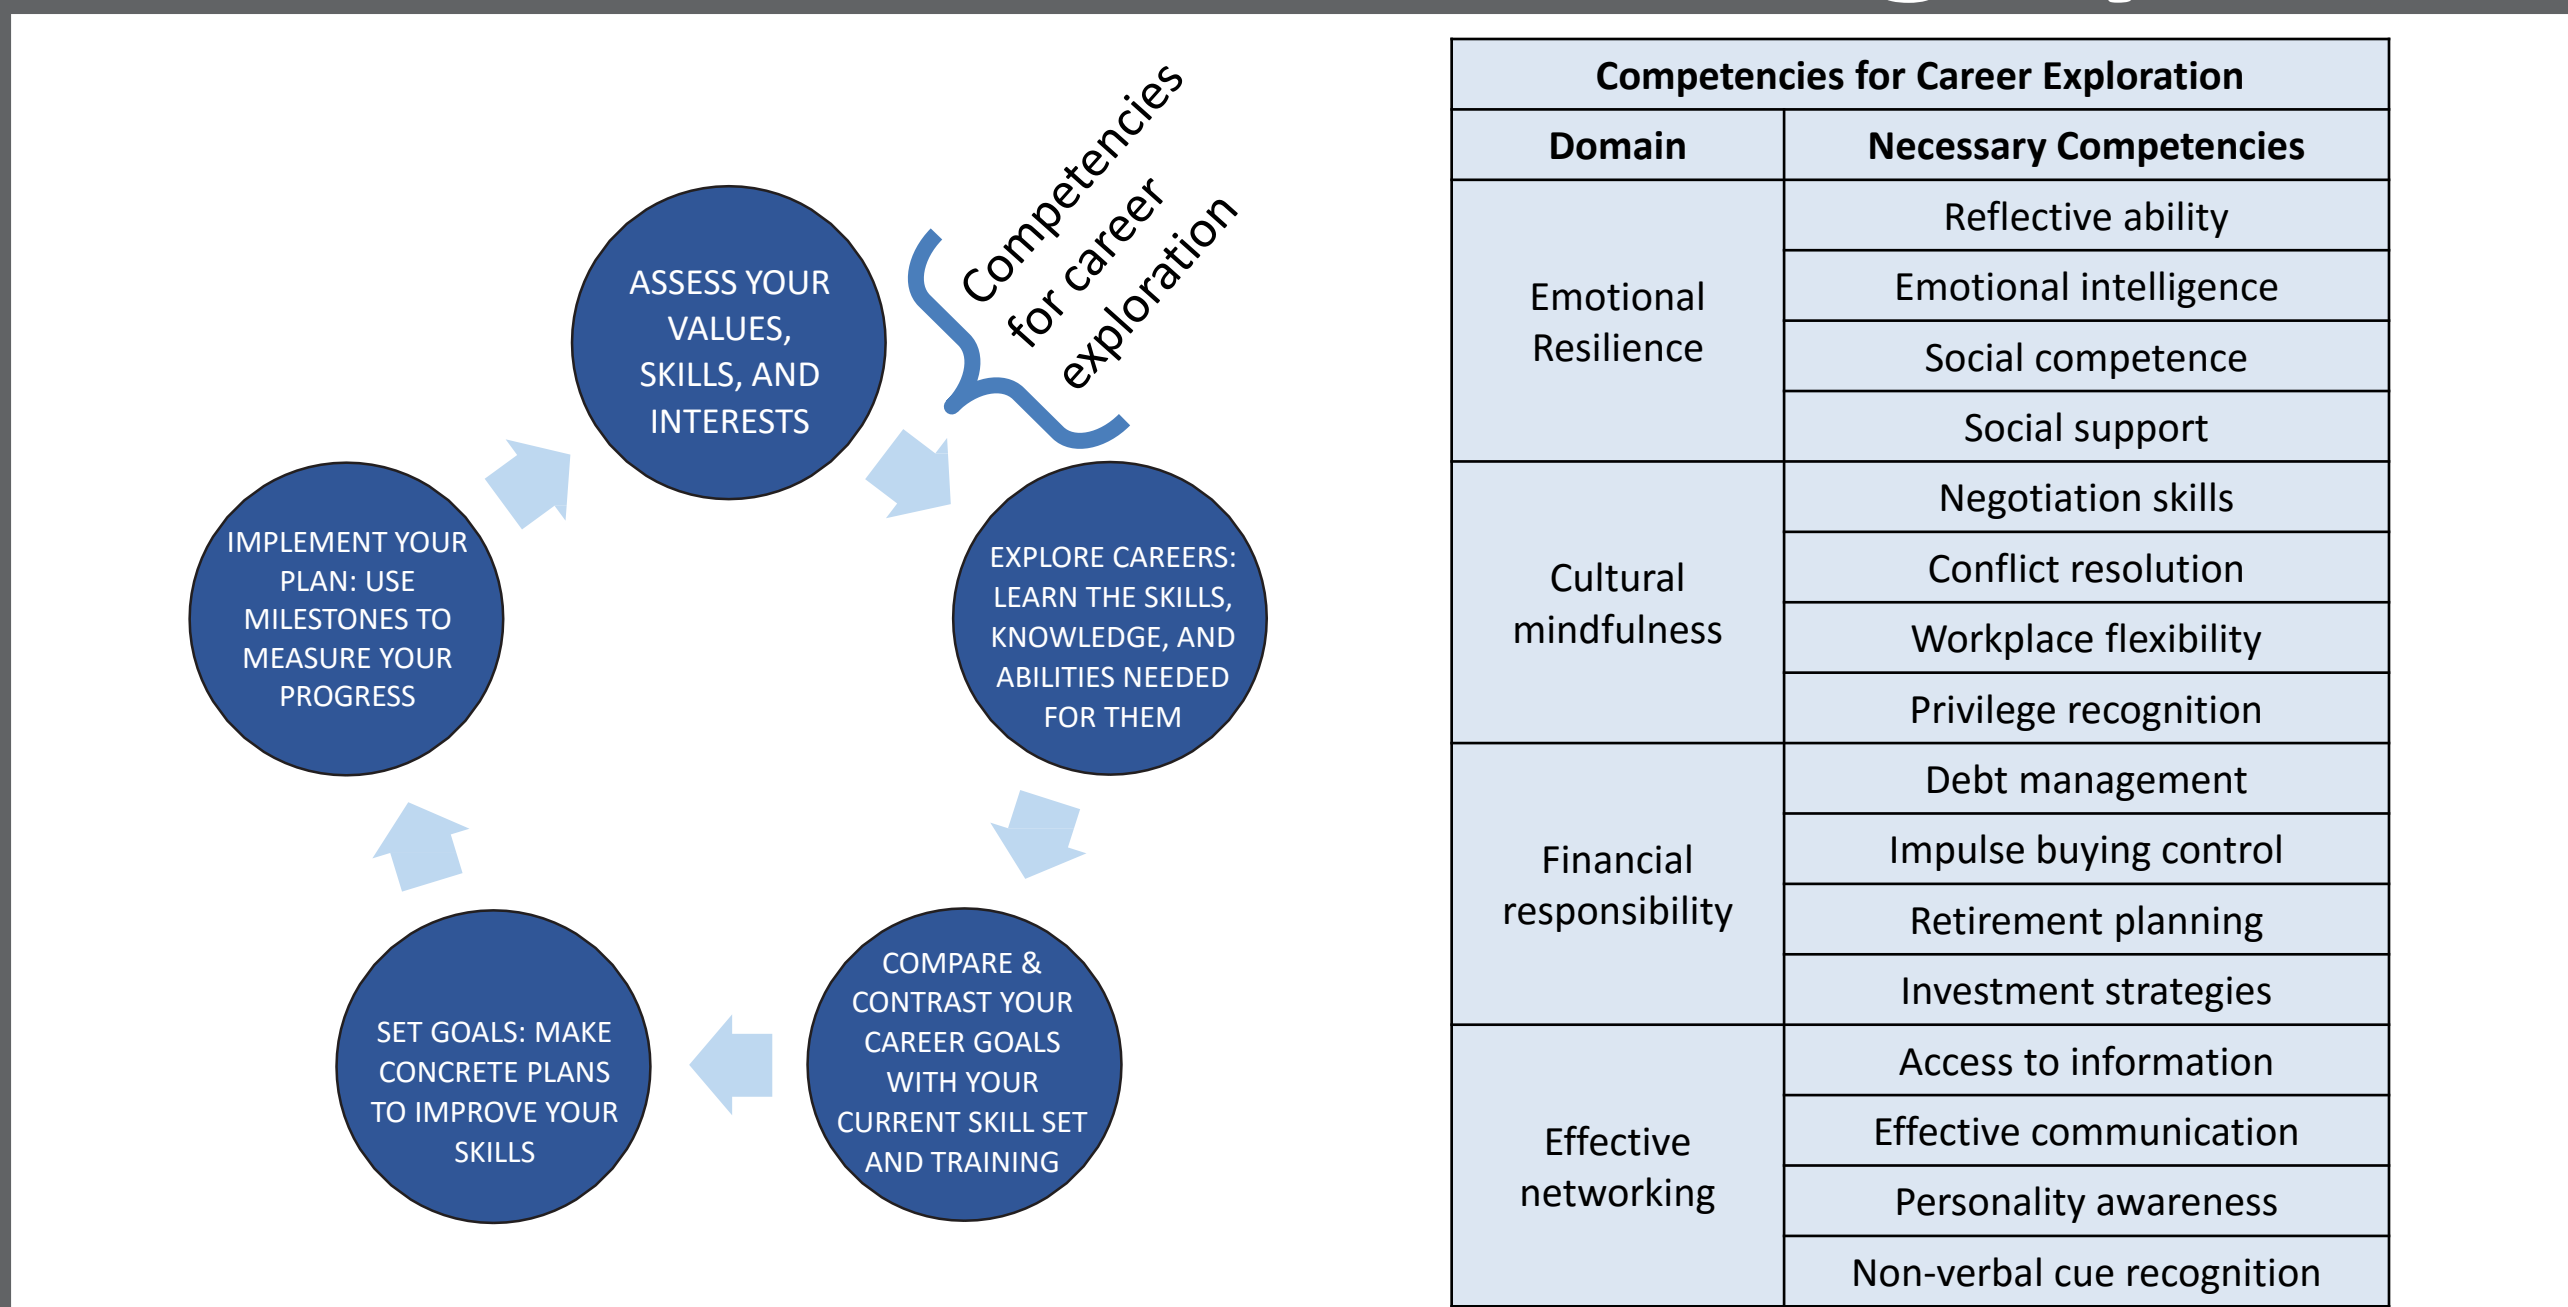 ASSESS YOUR
VALUES,
SKILLS, AND
INTERESTS
Competencies
for career
exploration
EXPLORE CAREERS:
LEARN THE SKILLS,
KNOWLEDGE, AND
ABILITIES NEEDED
FOR THEM
COMPARE &
CONTRAST YOUR
CAREER GOALS
WITH YOUR
CURRENT SKILL SET
AND TRAINING
SET GOALS: MAKE
CONCRETE PLANS
TO IMPROVE YOUR
SKILLS
IMPLEMENT YOUR
PLAN: USE
MILESTONES TO
MEASURE YOUR
PROGRESS
Competencies for Career Exploration
Domain
Necessary Competencies
Emotional
Resilience
Reflective ability
Emotional intelligence
Social competence
Social support
Cultural
mindfulness
Negotiation skills
Conflict resolution
Workplace flexibility
Privilege recognition
Financial
responsibility
Debt management
Impulse buying control
Retirement planning
Investment strategies
Effective
networking
Access to information
Effective communication
Personality awareness
Non-verbal cue recognition